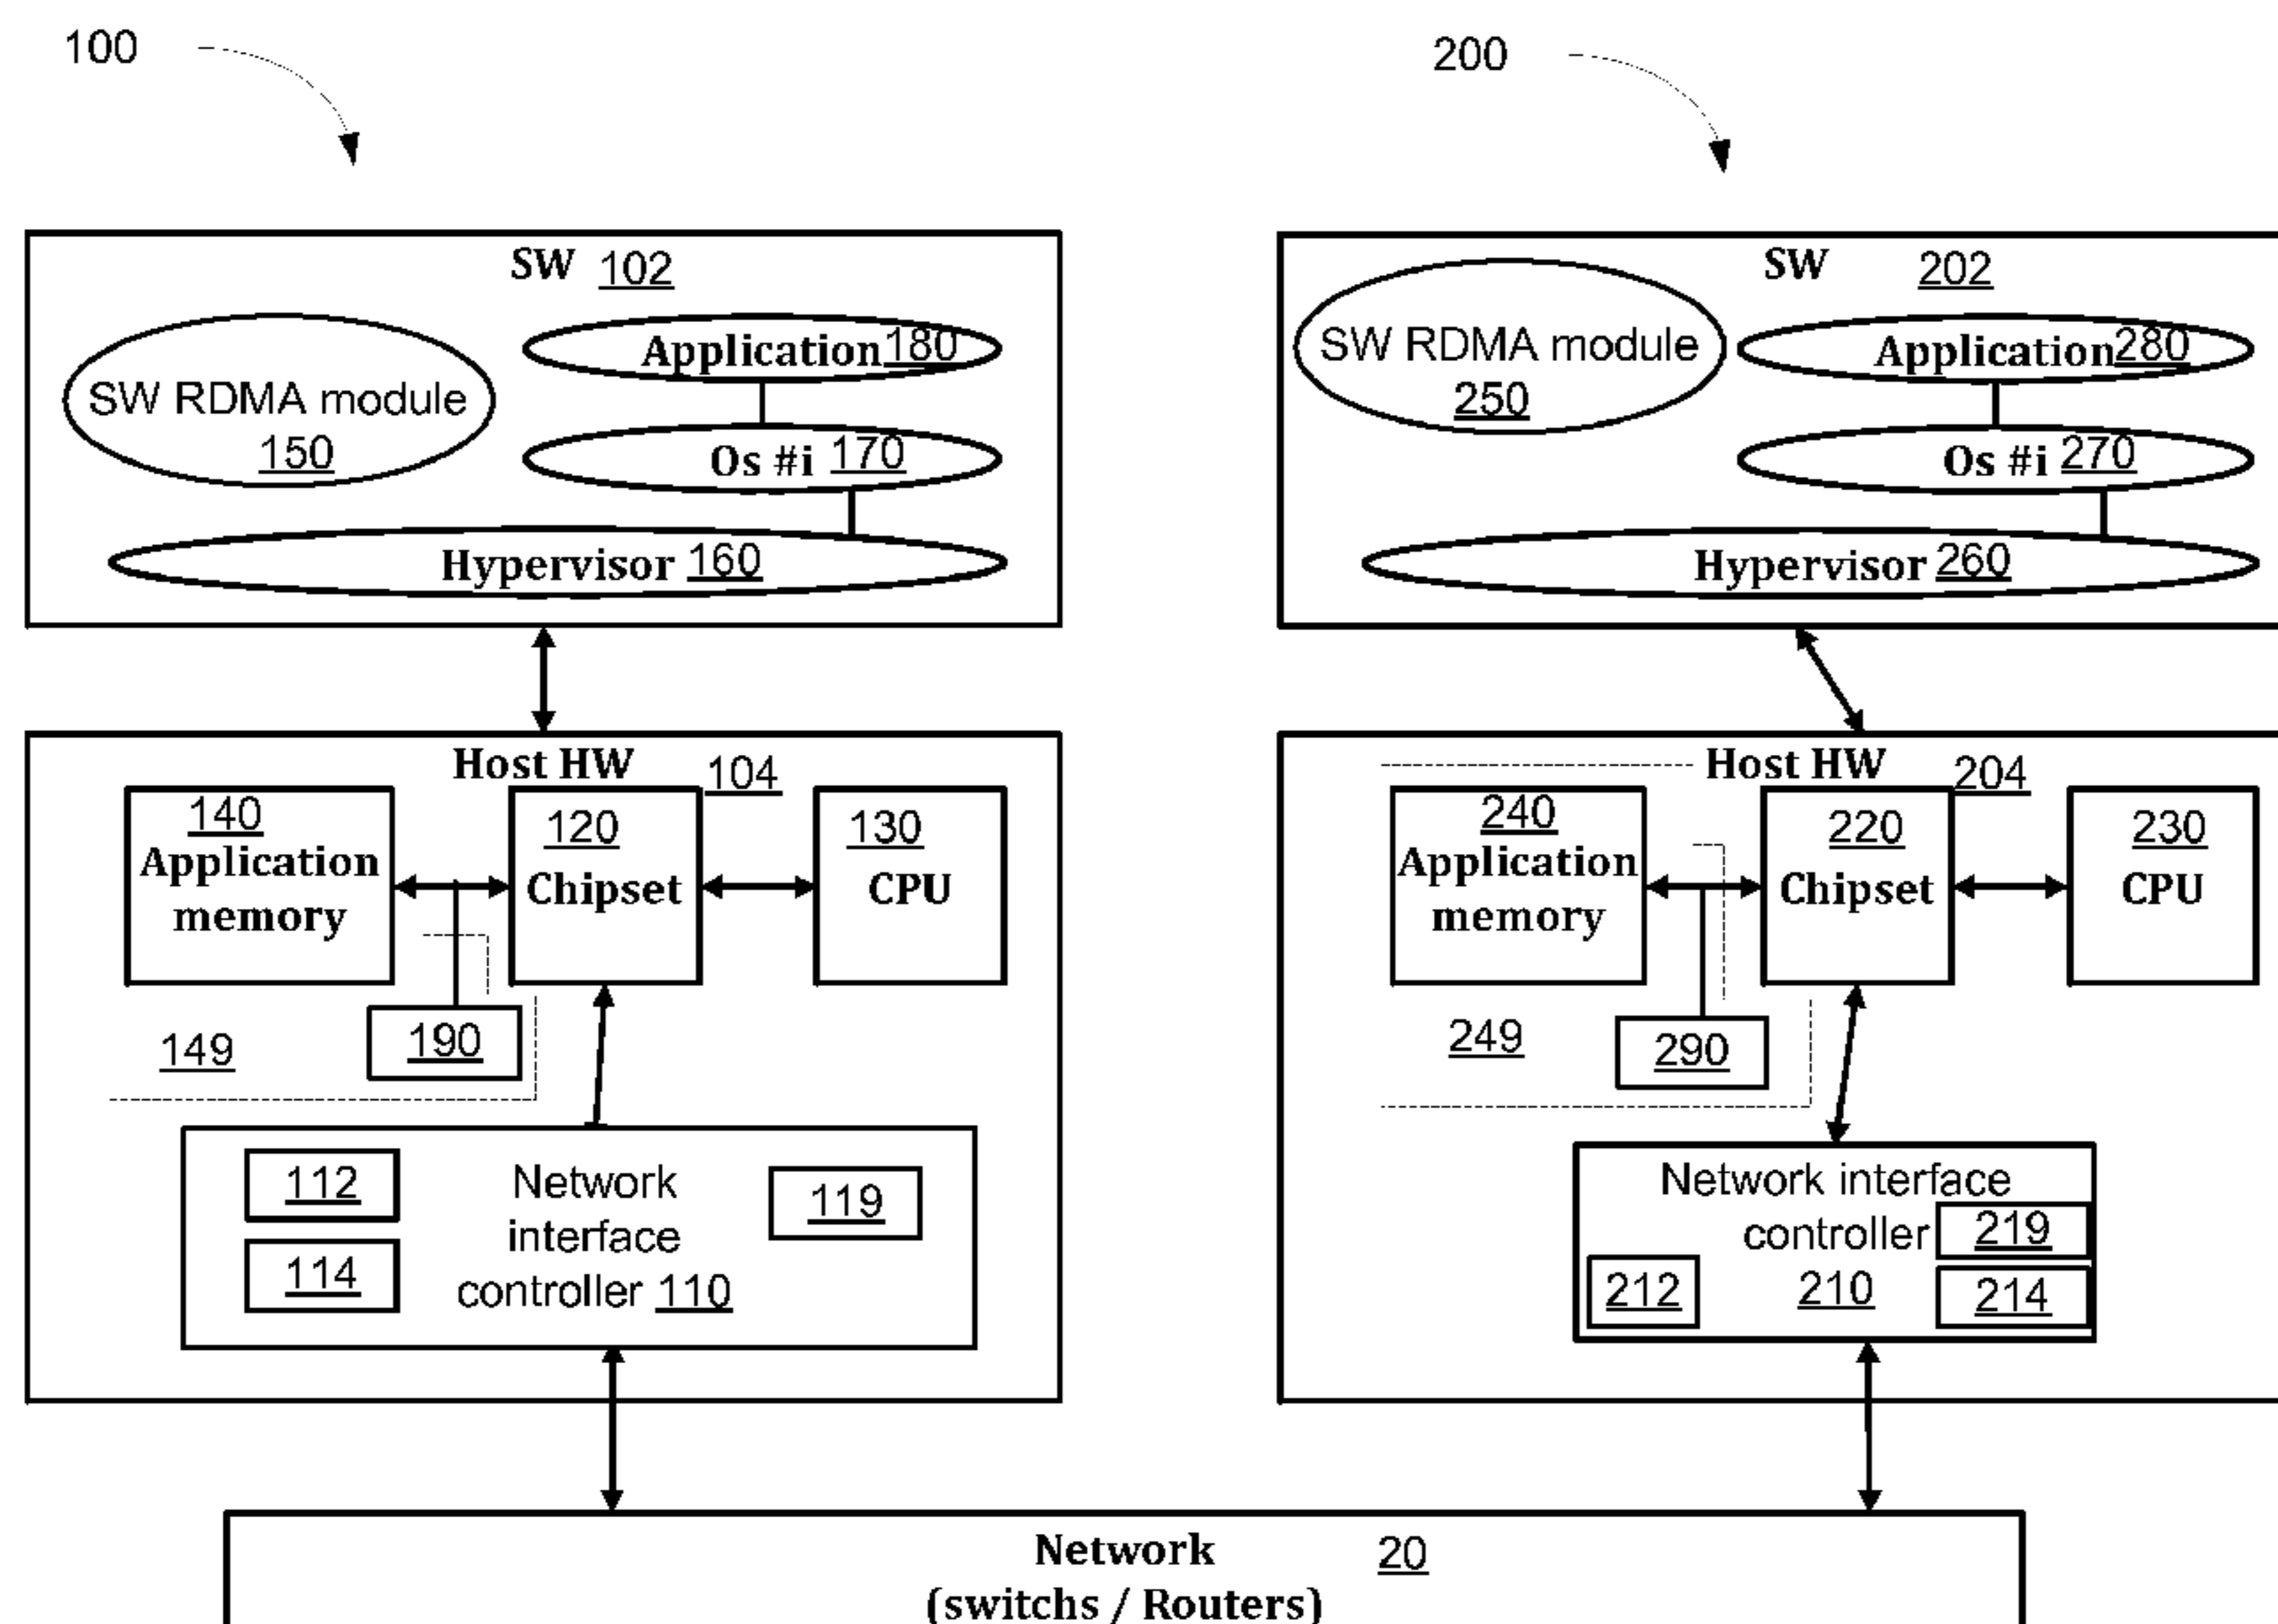 100
200
SW 102
SW RDMA module
150
Application 180
Os #i 170
Hypervisor 160
SW 202
SW RDMA module
250
Application 280
Os #i 270
Hypervisor 260
Host HW 104
140
Application
memory
120
Chipset
130
CPU
149
190
112
114
Network
interface
controller 110
119
Host HW 204
240
Application
memory
220
Chipset
230
CPU
249
290
Network interface
controller
210
212
219
214
Network 20
(switchs / Routers)